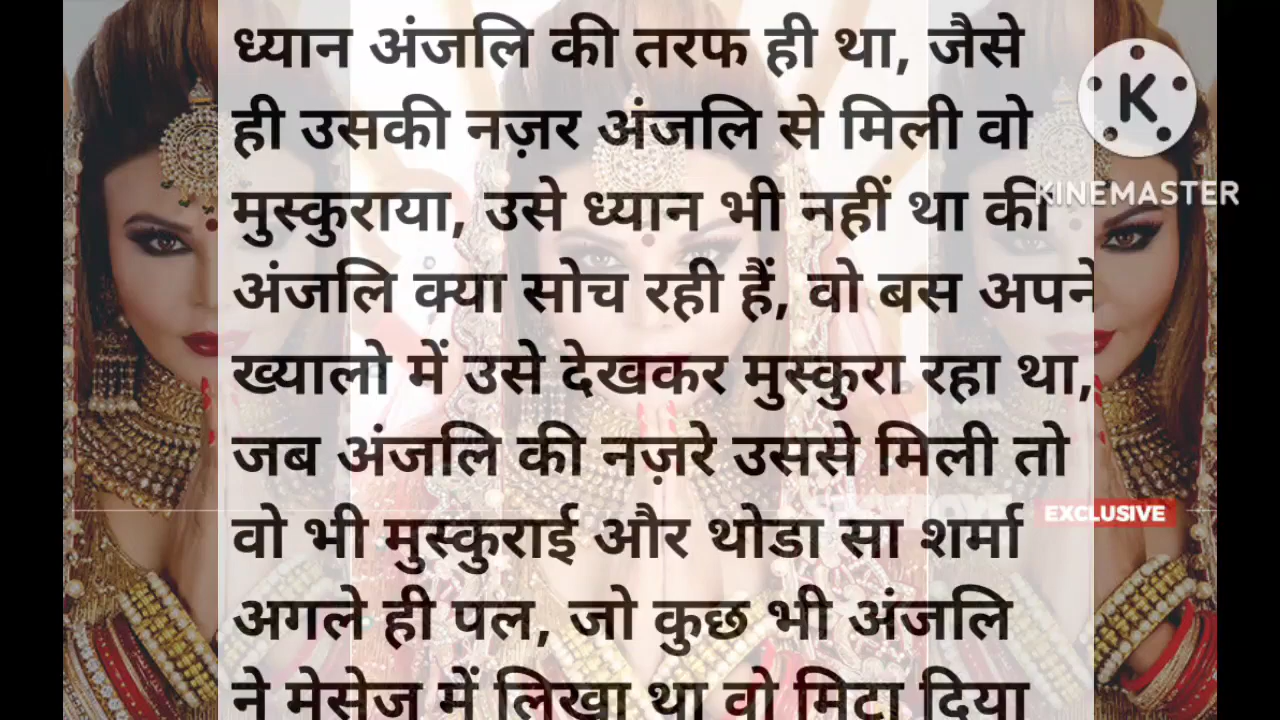 ध्यान अंजलि की तरफ ही था, जैसे
ही उसकी नज़र अंजलि से मिली वो
मुस्कुराया, उसे ध्यान भी नहीं था की
अंजलि क्या सोच रही हैं, वो बस अपने
ख्यालो में उसे देखकर मुस्कुरा रहा था,
जब अंजलि की नज़रे उससे मिली तो
वो भी मुस्कुराई और थोडा सा शर्मा
अगले ही पल, जो कुछ भी अंजलि
ने मेसेज में लिखा था वो मिटा दिया
K
KINEMASTER
EXCLUSIVE